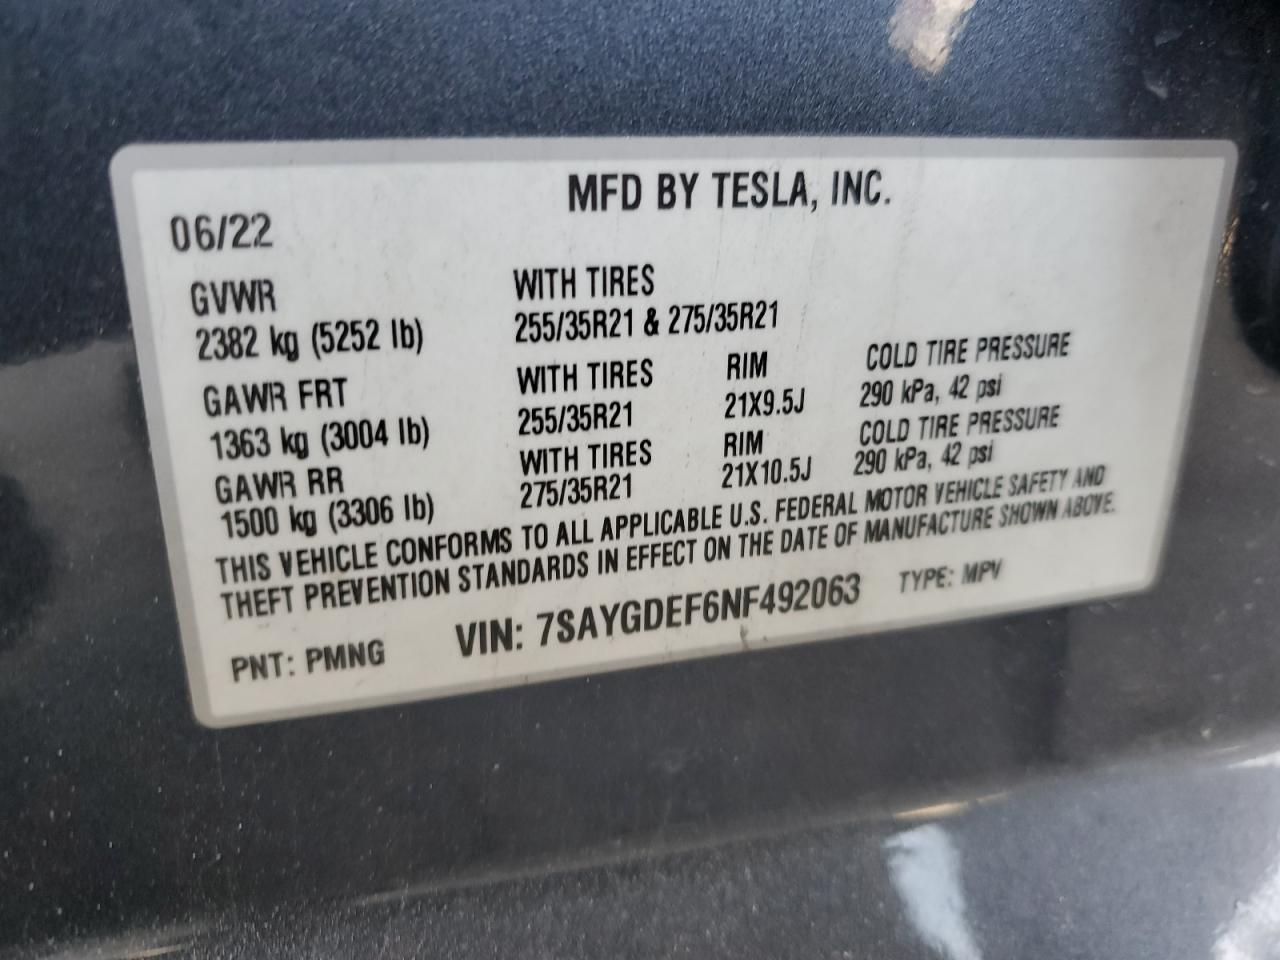 MFD BY TESLA, INC.
06/22
GVWR WITH TIRES
2382 kg (5252 lb) 255/35R21 & 275/35R21
GAWR FRT WITH TIRES RIM COLD TIRE PRESSURE
1363 kg (3004 lb) 255/35R21 21X9.5J 290 kPa, 42 psi
GAWR RR WITH TIRES RIM COLD TIRE PRESSURE
1500 kg (3306 lb) 275/35R21 21X10.5J 290 kPa, 42 psi
THIS VEHICLE CONFORMS TO ALL APPLICABLE U.S. FEDERAL MOTOR VEHICLE SAFETY AND
THEFT PREVENTION STANDARDS IN EFFECT ON THE DATE OF MANUFACTURE SHOWN ABOVE.
PNT: PMNG VIN: 7SAYGDEF6NF492063 TYPE: MPV